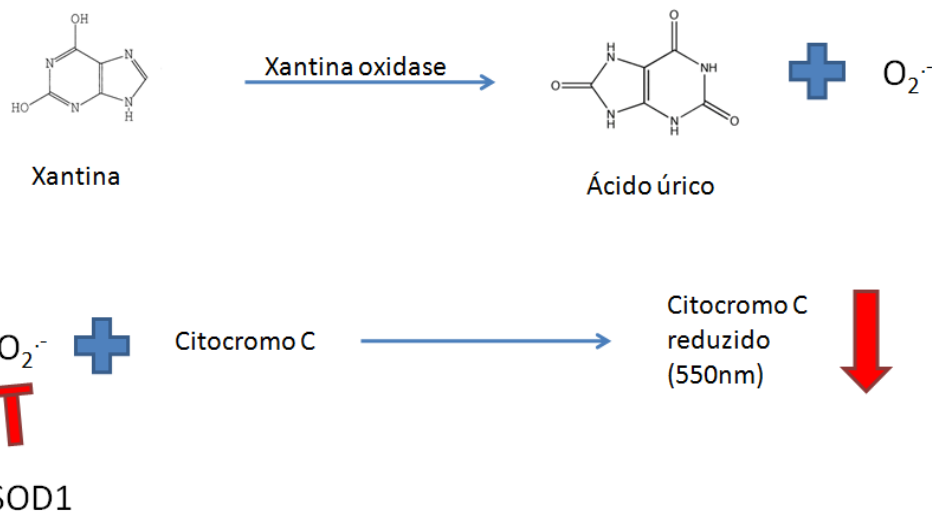 OH
N
N
HO
N
N
H
Xantina
Xantina oxidase
O
H
N
NH
O
N
H
N
H
O
Ácido úrico
O₂·⁻
O₂·⁻
Citocromo C
Citocromo C
reduzido
(550nm)
SOD1